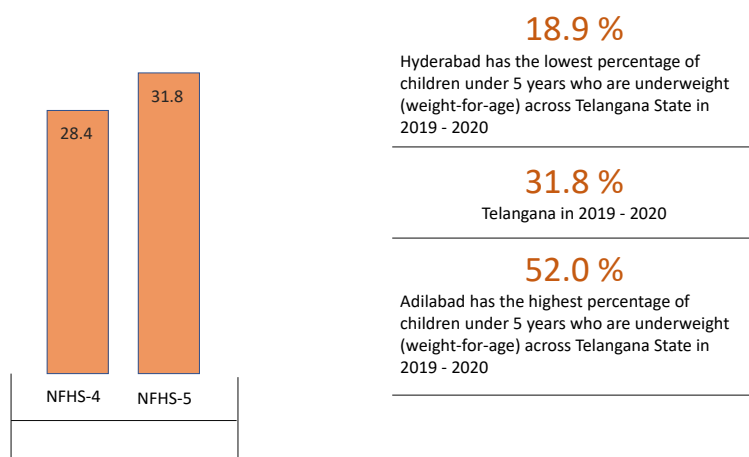 31.8
28.4
NFHS-4
NFHS-5
18.9 %
Hyderabad has the lowest percentage of
children under 5 years who are underweight
(weight-for-age) across Telangana State in
2019 - 2020
31.8 %
Telangana in 2019 - 2020
52.0 %
Adilabad has the highest percentage of
children under 5 years who are underweight
(weight-for-age) across Telangana State in
2019 - 2020